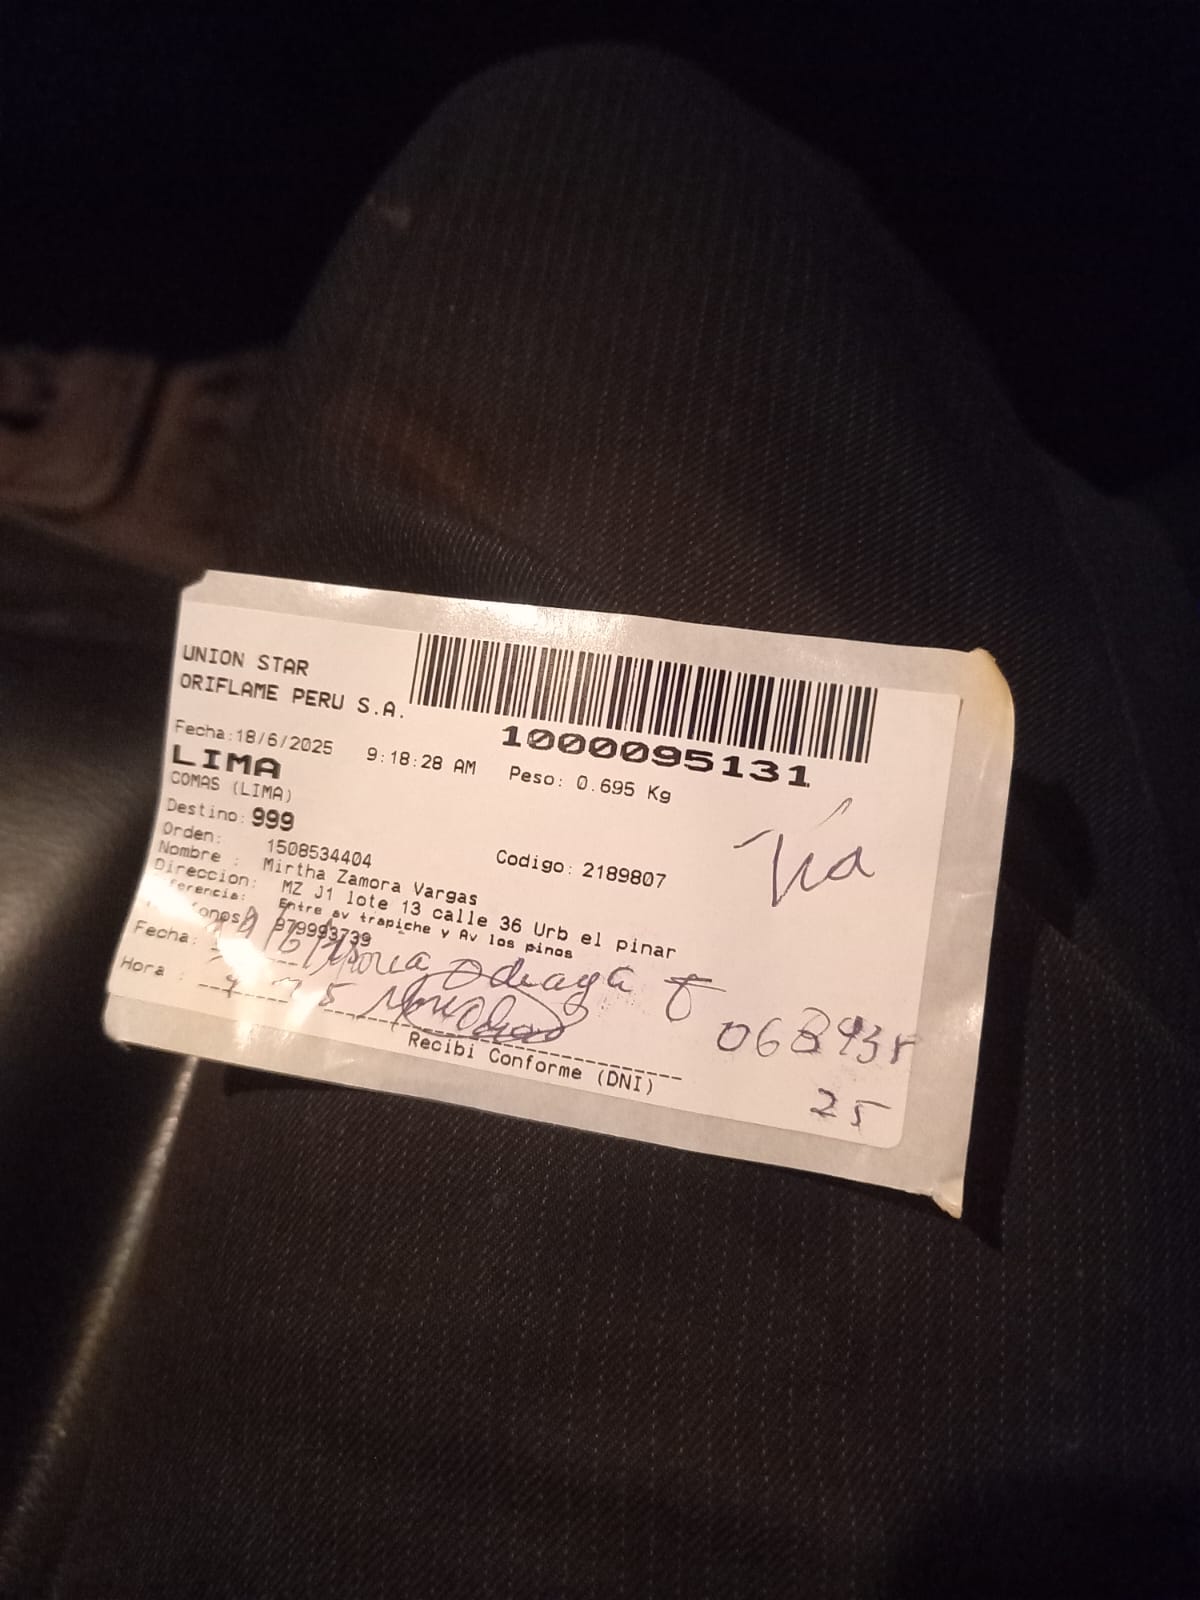 UNION STAR
ORIFLAME PERU S.A.
1000095131
Fecha:18/6/2025 9:18:28 AM Peso: 0.695 Kg
LIMA
COMAS (LIMA)
Destino: 999
Orden: 1508534404 Codigo: 2189807
Nombre : Mirtha Zamora Vargas
Direccion: MZ J1 lote 13 calle 36 Urb el pinar
Entre av trapiche y Av los pinos
979993739
Tia
Fecha:
Hora :
25
Recibi Conforme (DNI)